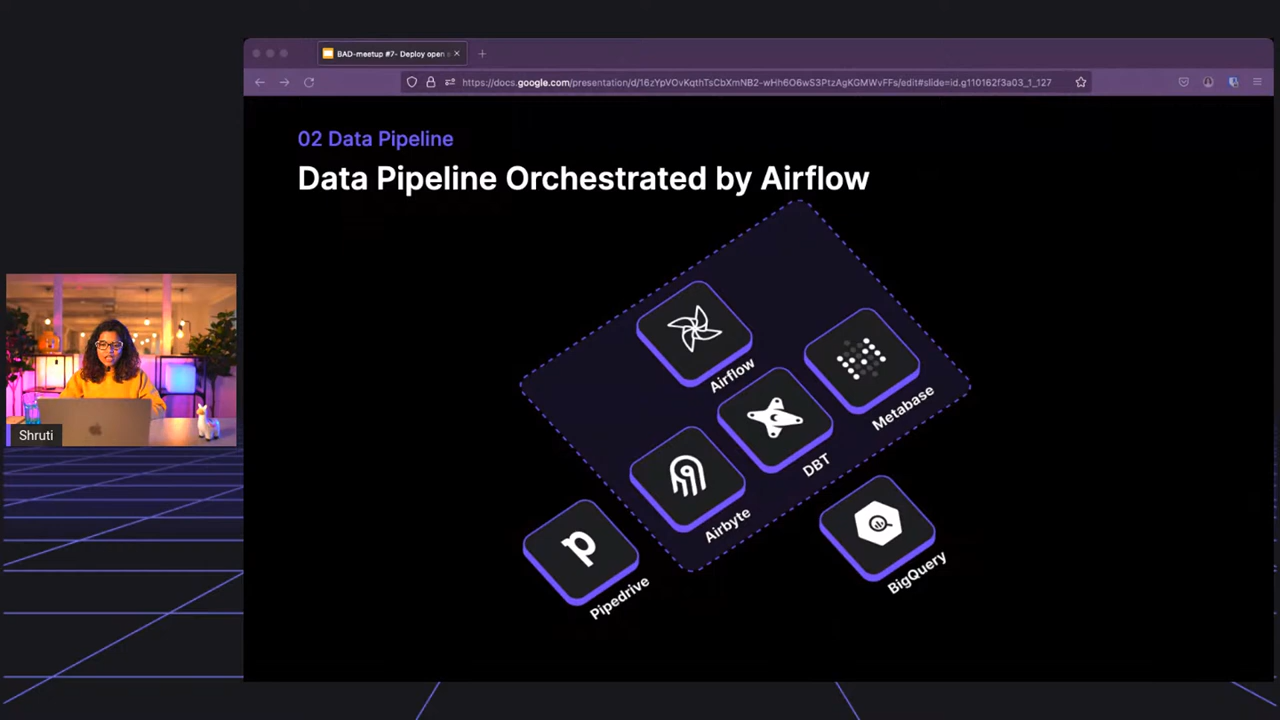 BAD-meetup #7- Deploy open
https://docs.google.com/presentation/d/16zYpVOvKqthTsCbXmNB2-wHh6O6wS3PtzAgKGMWvFFs/edit#slide=id.g110162f3a03_1_127
02 Data Pipeline
Data Pipeline Orchestrated by Airflow
Airflow
Metabase
DBT
Airbyte
Pipedrive
BigQuery
Shruti